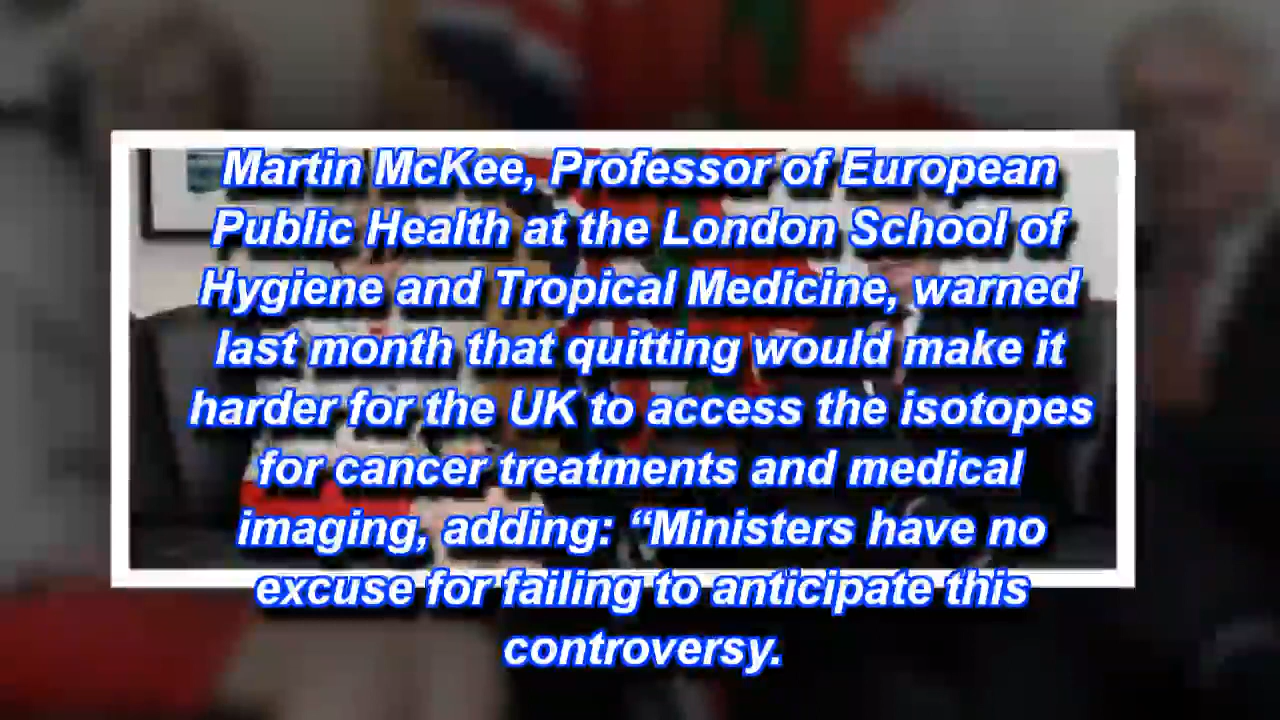 Martin McKee, Professor of European
Public Health at the London School of
Hygiene and Tropical Medicine, warned
last month that quitting would make it
harder for the UK to access the isotopes
for cancer treatments and medical
imaging, adding: “Ministers have no
excuse for failing to anticipate this
controversy.